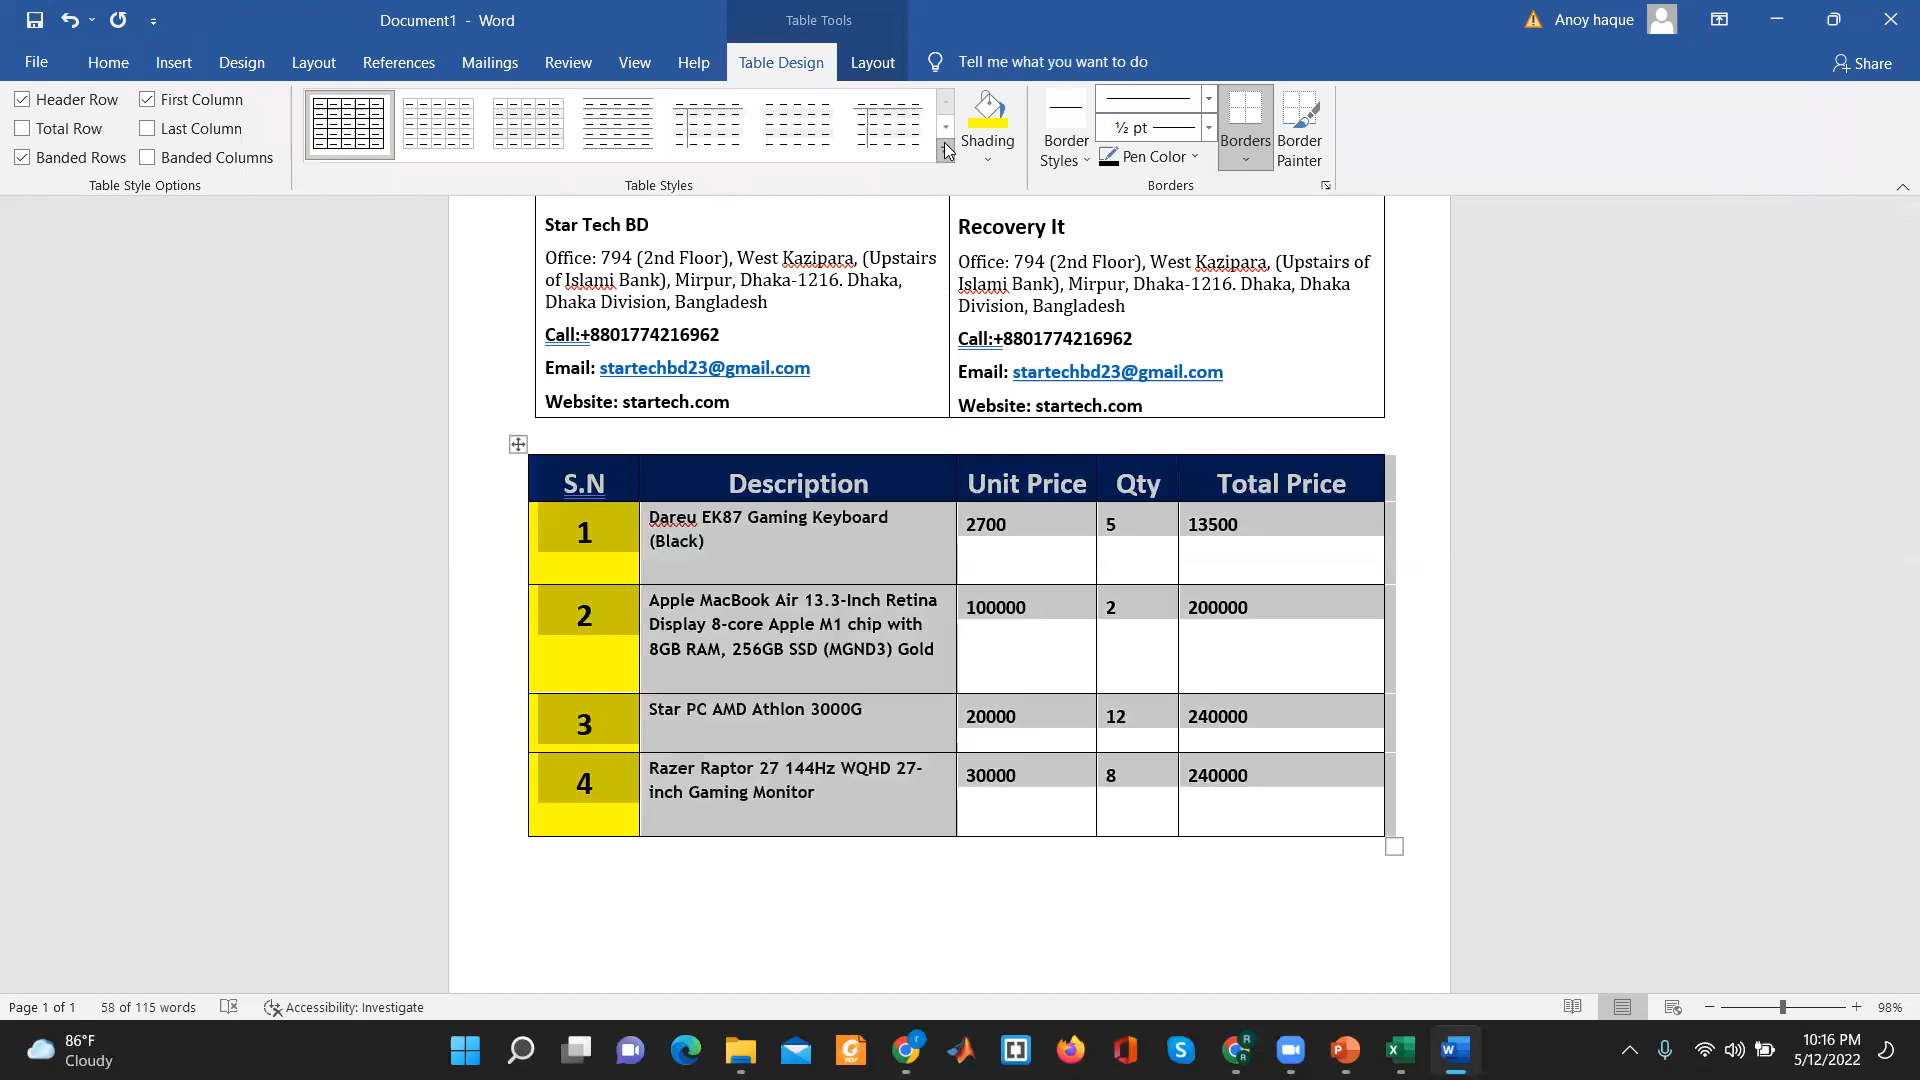 Document1 - Word
Table Tools
Anoy haque
File
Home
Insert
Design
Layout
References
Mailings
Review
View
Help
Table Design
Layout
Tell me what you want to do
Share
Header Row
First Column
Total Row
Last Column
Banded Rows
Banded Columns
Table Style Options
Table Styles
Shading
Border
Styles
½ pt
Pen Color
Borders
Border
Painter
Borders
Star Tech BD
Office: 794 (2nd Floor), West Kazipara, (Upstairs
of Islami Bank), Mirpur, Dhaka-1216. Dhaka,
Dhaka Division, Bangladesh
Call:+8801774216962
Email: startechbd23@gmail.com
Website: startech.com
Recovery It
Office: 794 (2nd Floor), West Kazipara, (Upstairs of
Islami Bank), Mirpur, Dhaka-1216. Dhaka, Dhaka
Division, Bangladesh
Call:+8801774216962
Email: startechbd23@gmail.com
Website: startech.com
S.N Description Unit Price Qty Total Price
1 Dareu EK87 Gaming Keyboard 2700 5 13500
(Black)
2 Apple MacBook Air 13.3-Inch Retina 100000 2 200000
Display 8-core Apple M1 chip with
8GB RAM, 256GB SSD (MGND3) Gold
3 Star PC AMD Athlon 3000G 20000 12 240000
4 Razer Raptor 27 144Hz WQHD 27- 30000 8 240000
inch Gaming Monitor
Page 1 of 1
58 of 115 words
Accessibility: Investigate
98%
86°F
Cloudy
10:16 PM
5/12/2022